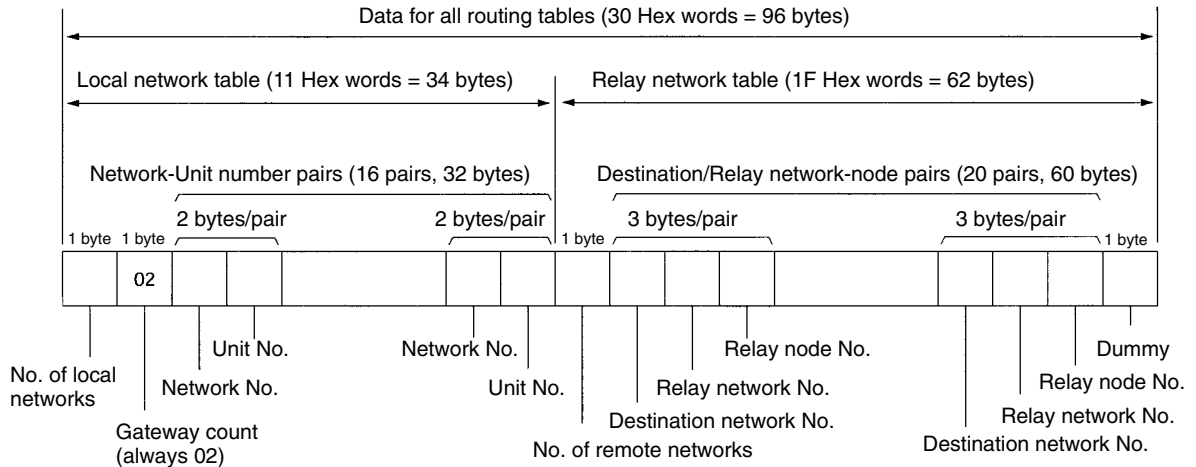 Data for all routing tables (30 Hex words = 96 bytes)
Local network table (11 Hex words = 34 bytes)
Relay network table (1F Hex words = 62 bytes)
Network-Unit number pairs (16 pairs, 32 bytes)
Destination/Relay network-node pairs (20 pairs, 60 bytes)
2 bytes/pair
2 bytes/pair
3 bytes/pair
3 bytes/pair
1 byte
1 byte
1 byte
1 byte
02
Unit No.
Network No.
Relay node No.
Dummy
No. of local
networks
Network No.
Unit No.
Relay network No.
Relay node No.
Destination network No.
Relay network No.
Gateway count
(always 02)
No. of remote networks
Destination network No.